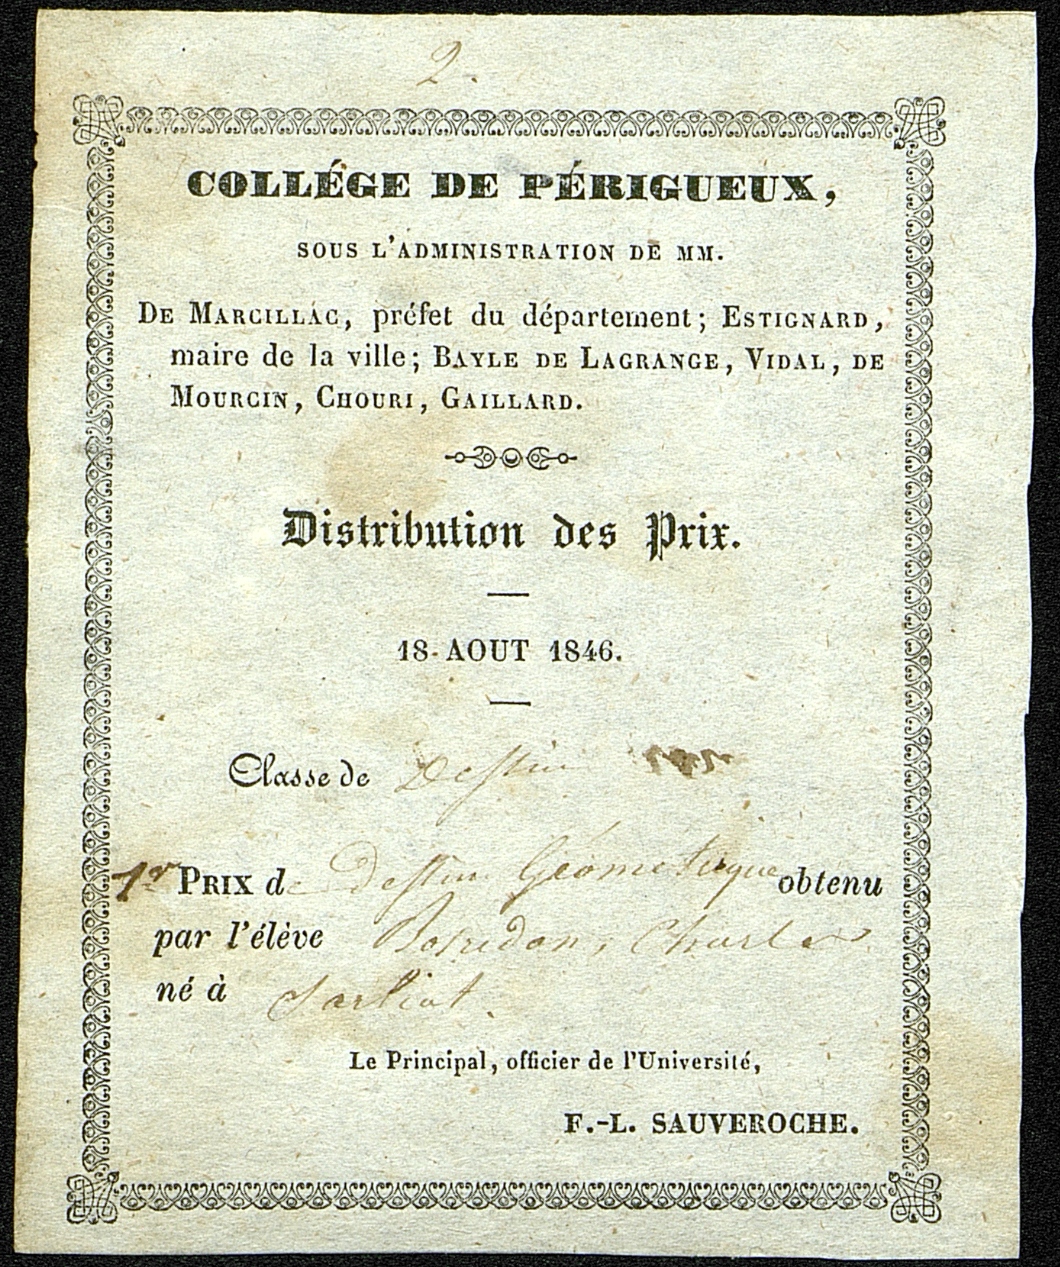 2.
COLLÉGE DE PÉRIGUEUX,
SOUS L'ADMINISTRATION DE MM.
DE MARCILLAC, préfet du département; ESTIGNARD,
maire de la ville; BAYLE DE LAGRANGE, VIDAL, DE
MOURCIN, CHOURI, GAILLARD.
Distribution des Prix.
18 AOUT 1846.
Classe de Dessin
1er PRIX de Dessin Géometrique obtenu
par l'élève Charles
né à Sarliat.
Le Principal, officier de l'Université,
F.-L. SAUVEROCHE.